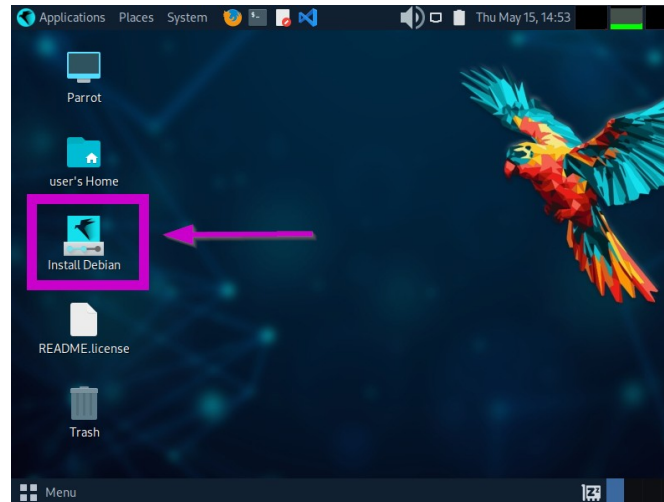 Applications Places System Thu May 15, 14:53
Parrot
user's Home
Install Debian
README.license
Trash
Menu